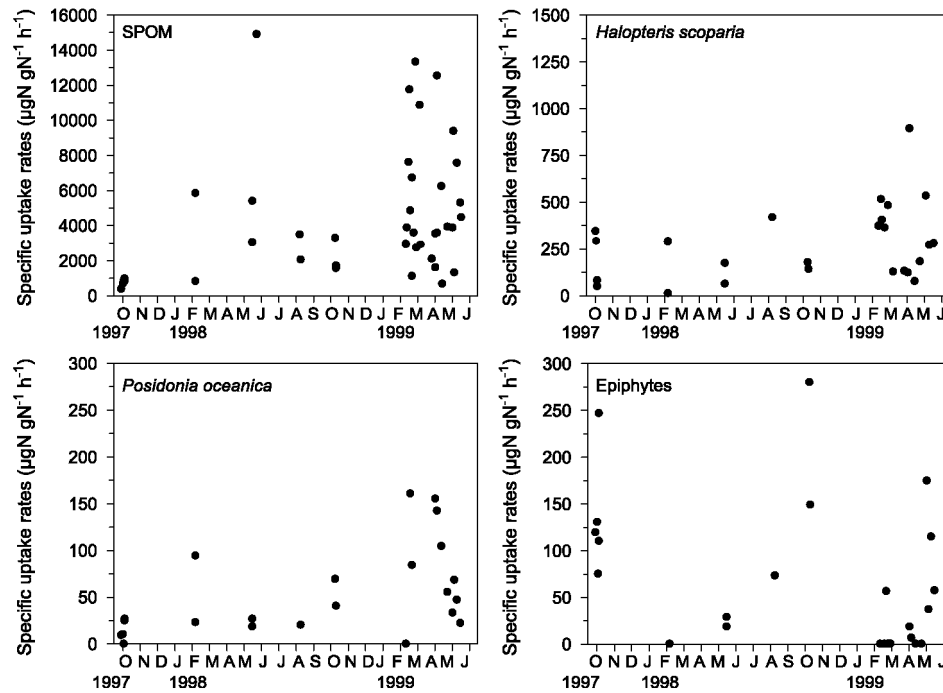 SPOM
Specific uptake rates (µgN gN⁻¹ h⁻¹)
16000
14000
12000
10000
8000
6000
4000
2000
0
O N D J F M A M J J A S O N D J F M A M J
1997 1998 1999
Halopteris scoparia
Specific uptake rates (µgN gN⁻¹ h⁻¹)
1500
1250
1000
750
500
250
0
O N D J F M A M J J A S O N D J F M A M J
1997 1998 1999
Posidonia oceanica
Specific uptake rates (µgN gN⁻¹ h⁻¹)
300
250
200
150
100
50
0
O N D J F M A M J J A S O N D J F M A M J
1997 1998 1999
Epiphytes
Specific uptake rates (µgN gN⁻¹ h⁻¹)
300
250
200
150
100
50
0
O N D J F M A M J J A S O N D J F M A M J
1997 1998 1999